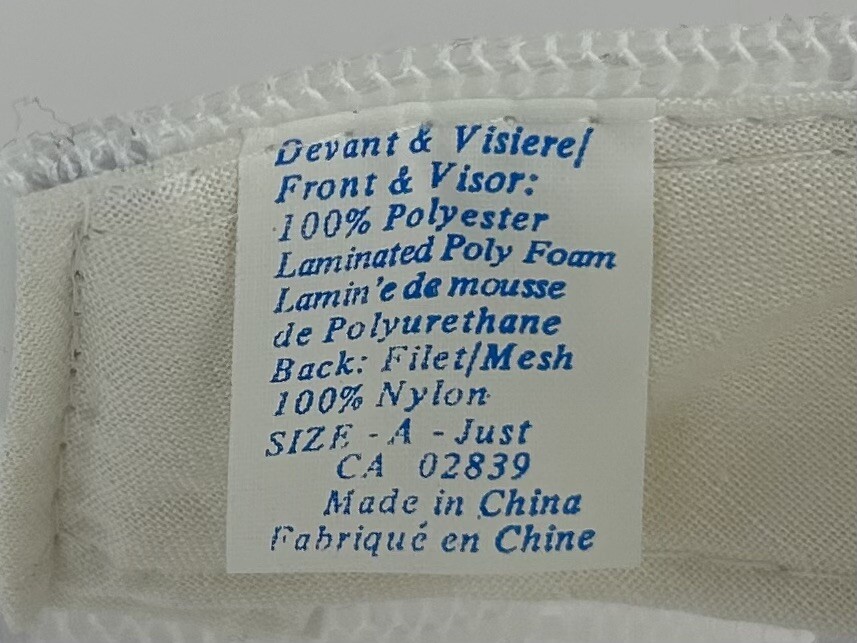 Devant & Visiere/
Front & Visor:
100% Polyester
Laminated Poly Foam
Lamin'e de mousse
de Polyurethane
Back: Filet/Mesh
100% Nylon
SIZE - A - Just
CA 02839
Made in China
Fabriqué en Chine